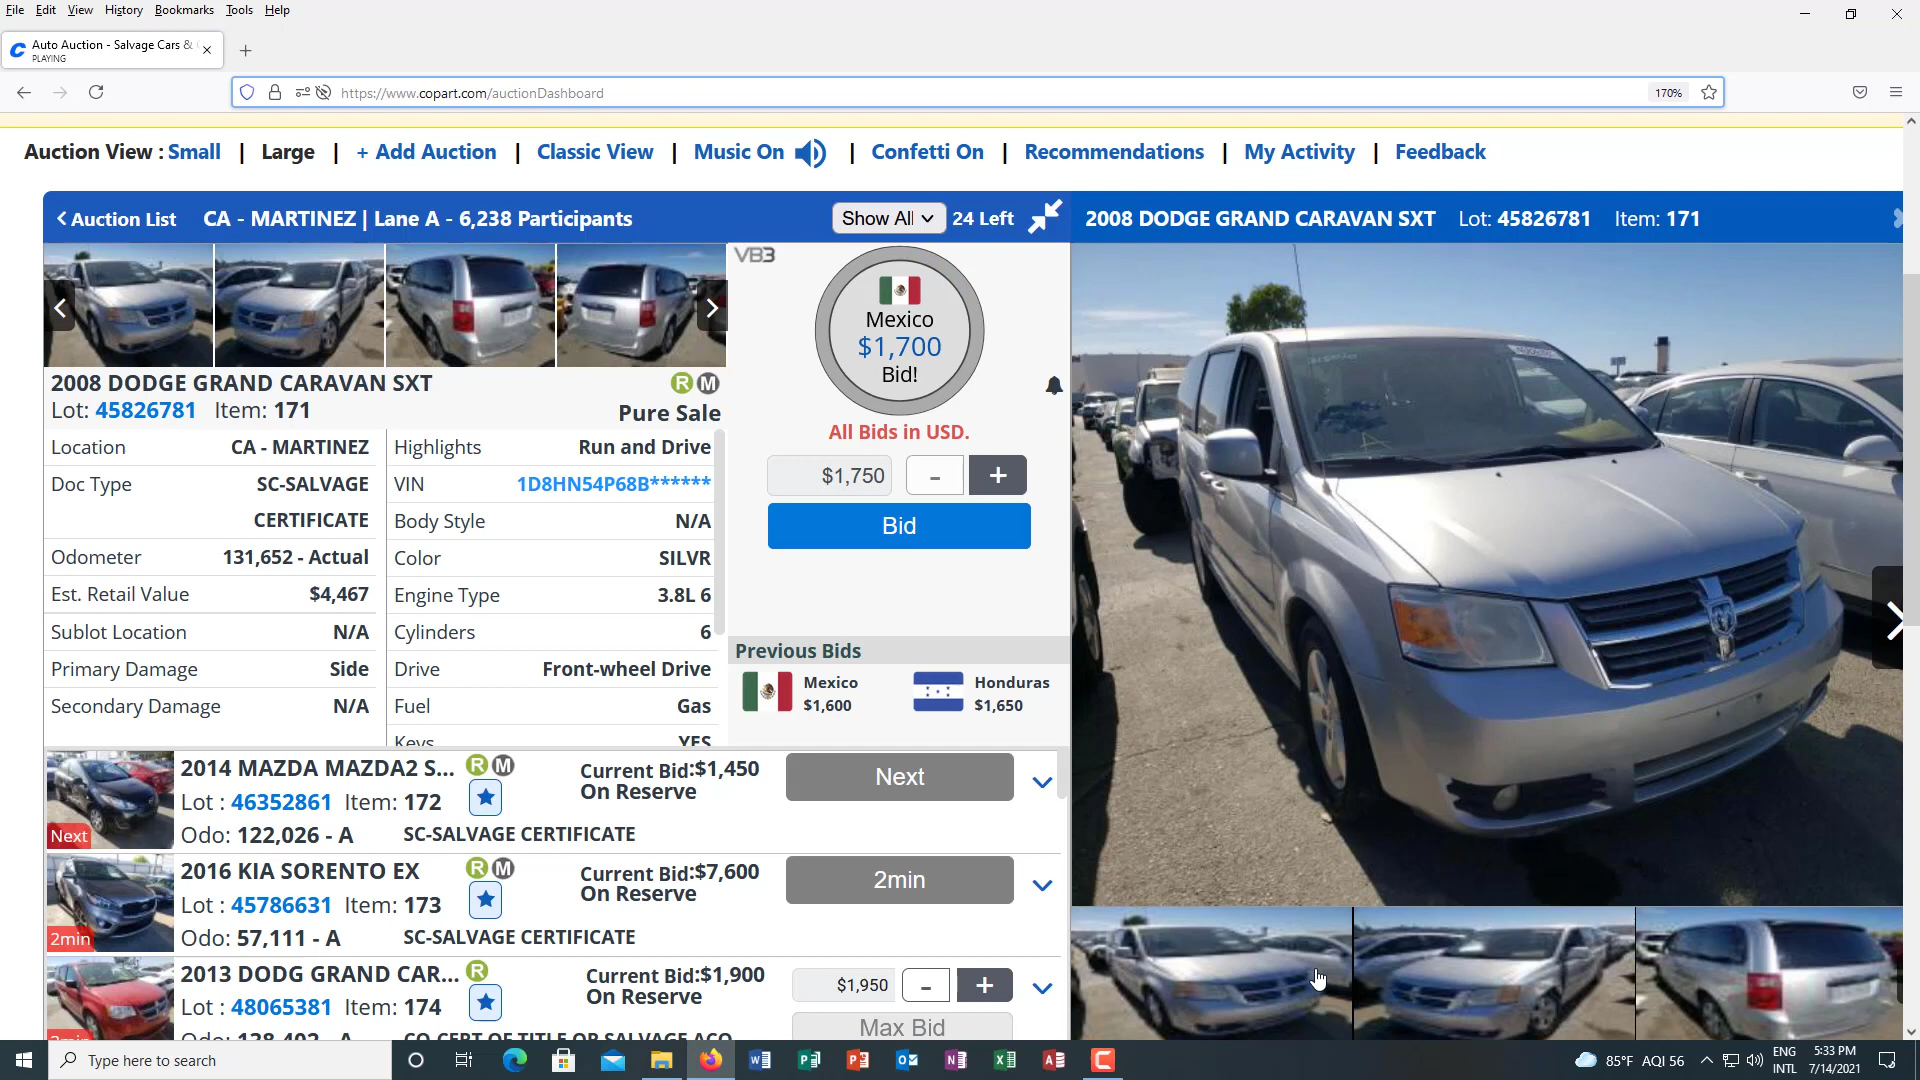 File Edit View History Bookmarks Tools Help
Auto Auction - Salvage Cars &
PLAYING
https://www.copart.com/auctionDashboard
170%
Auction View : Small | Large | + Add Auction | Classic View | Music On | Confetti On | Recommendations | My Activity | Feedback
Auction List CA - MARTINEZ | Lane A - 6,238 Participants
Show All 24 Left
2008 DODGE GRAND CARAVAN SXT Lot: 45826781 Item: 171
VB3
Mexico
$1,700
Bid!
All Bids in USD.
$1,750 - +
Bid
Previous Bids
Mexico
$1,600
Honduras
$1,650
2008 DODGE GRAND CARAVAN SXT R M
Lot: 45826781 Item: 171
Pure Sale
Location CA - MARTINEZ
Doc Type SC-SALVAGE
CERTIFICATE
Odometer 131,652 - Actual
Est. Retail Value $4,467
Sublot Location N/A
Primary Damage Side
Secondary Damage N/A
Highlights Run and Drive
VIN 1D8HN54P68B******
Body Style N/A
Color SILVR
Engine Type 3.8L 6
Cylinders 6
Drive Front-wheel Drive
Fuel Gas
Keys YES
2014 MAZDA MAZDA2 S... R M
Lot : 46352861 Item: 172
Odo: 122,026 - A SC-SALVAGE CERTIFICATE
Next
Current Bid:$1,450
On Reserve
Next
2016 KIA SORENTO EX R M
Lot : 45786631 Item: 173
Odo: 57,111 - A SC-SALVAGE CERTIFICATE
2min
Current Bid:$7,600
On Reserve
2min
2013 DODG GRAND CAR... R
Lot : 48065381 Item: 174
Odo: 138,402 - A CO-CERT OF TITLE OR SALVAGE ACQ
Current Bid:$1,900
On Reserve
$1,950 - +
Max Bid
Type here to search
85°F AQI 56
ENG
INTL
5:33 PM
7/14/2021